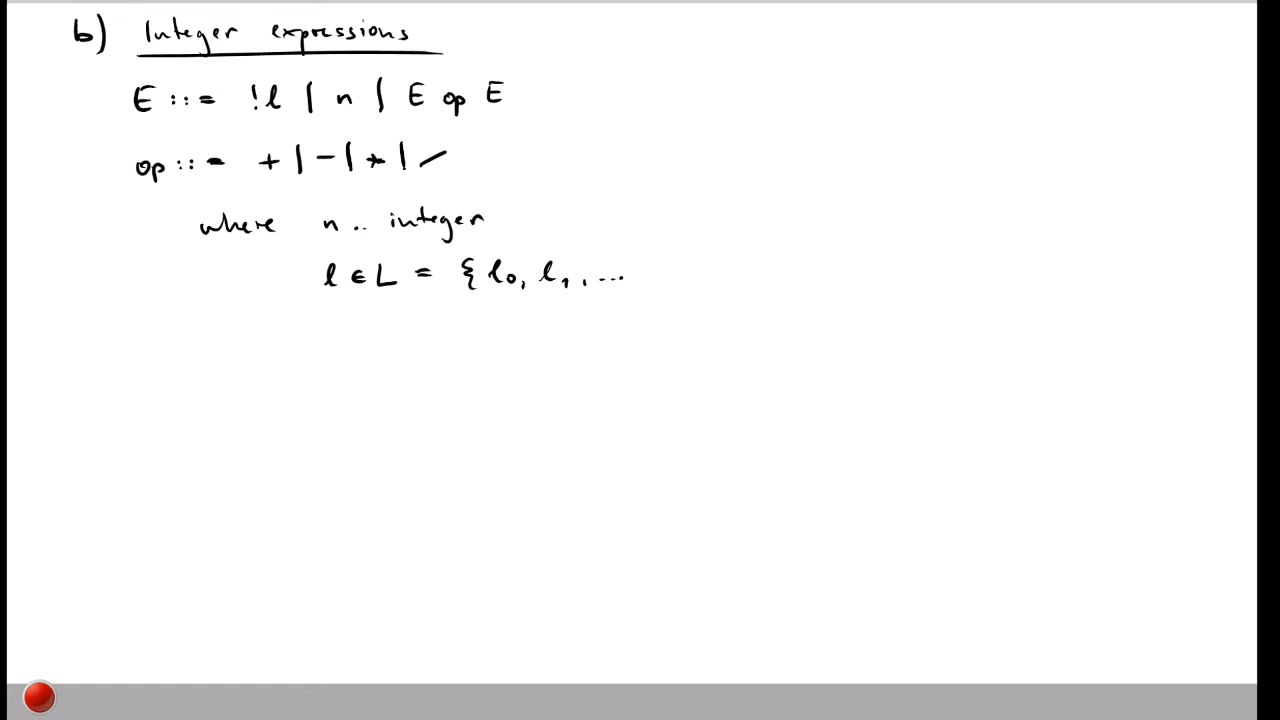 b) Integer expressions
E ::= !l | n | E op E
op ::= + | - | * | /
where n .. integer
l ∈ L = { l₀, l₁, ...